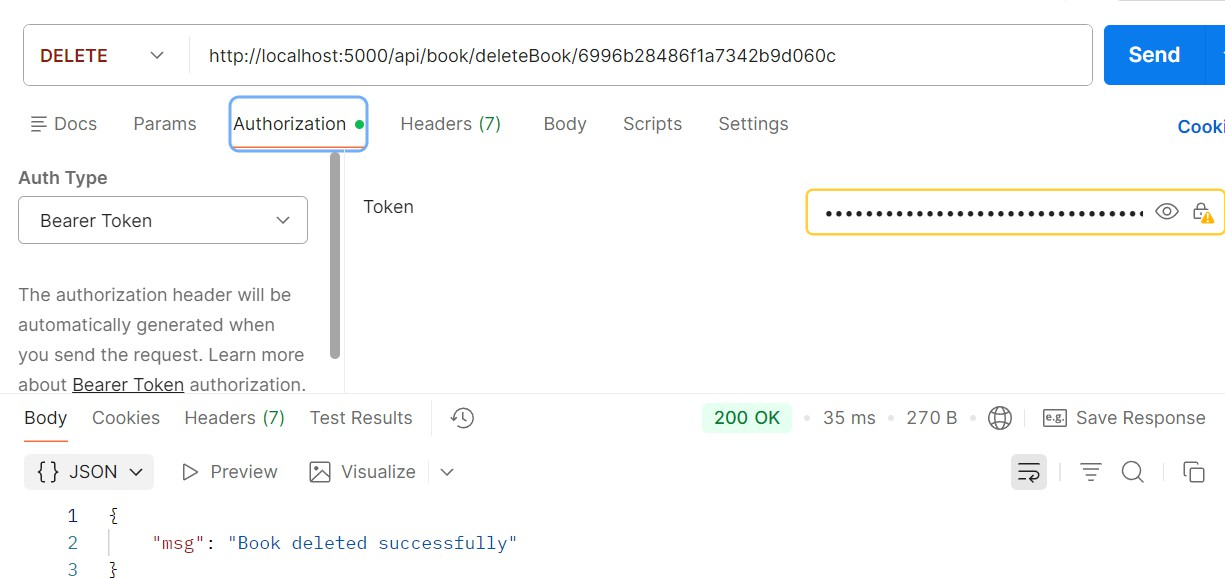 DELETE http://localhost:5000/api/book/deleteBook/6996b28486f1a7342b9d060c Send
Docs Params Authorization Headers (7) Body Scripts Settings Cooki
Auth Type
Bearer Token
Token
The authorization header will be
automatically generated when
you send the request. Learn more
about Bearer Token authorization.
Body Cookies Headers (7) Test Results 200 OK • 35 ms • 270 B • e.g. Save Response
{} JSON Preview Visualize
1 {
2 "msg": "Book deleted successfully"
3 }